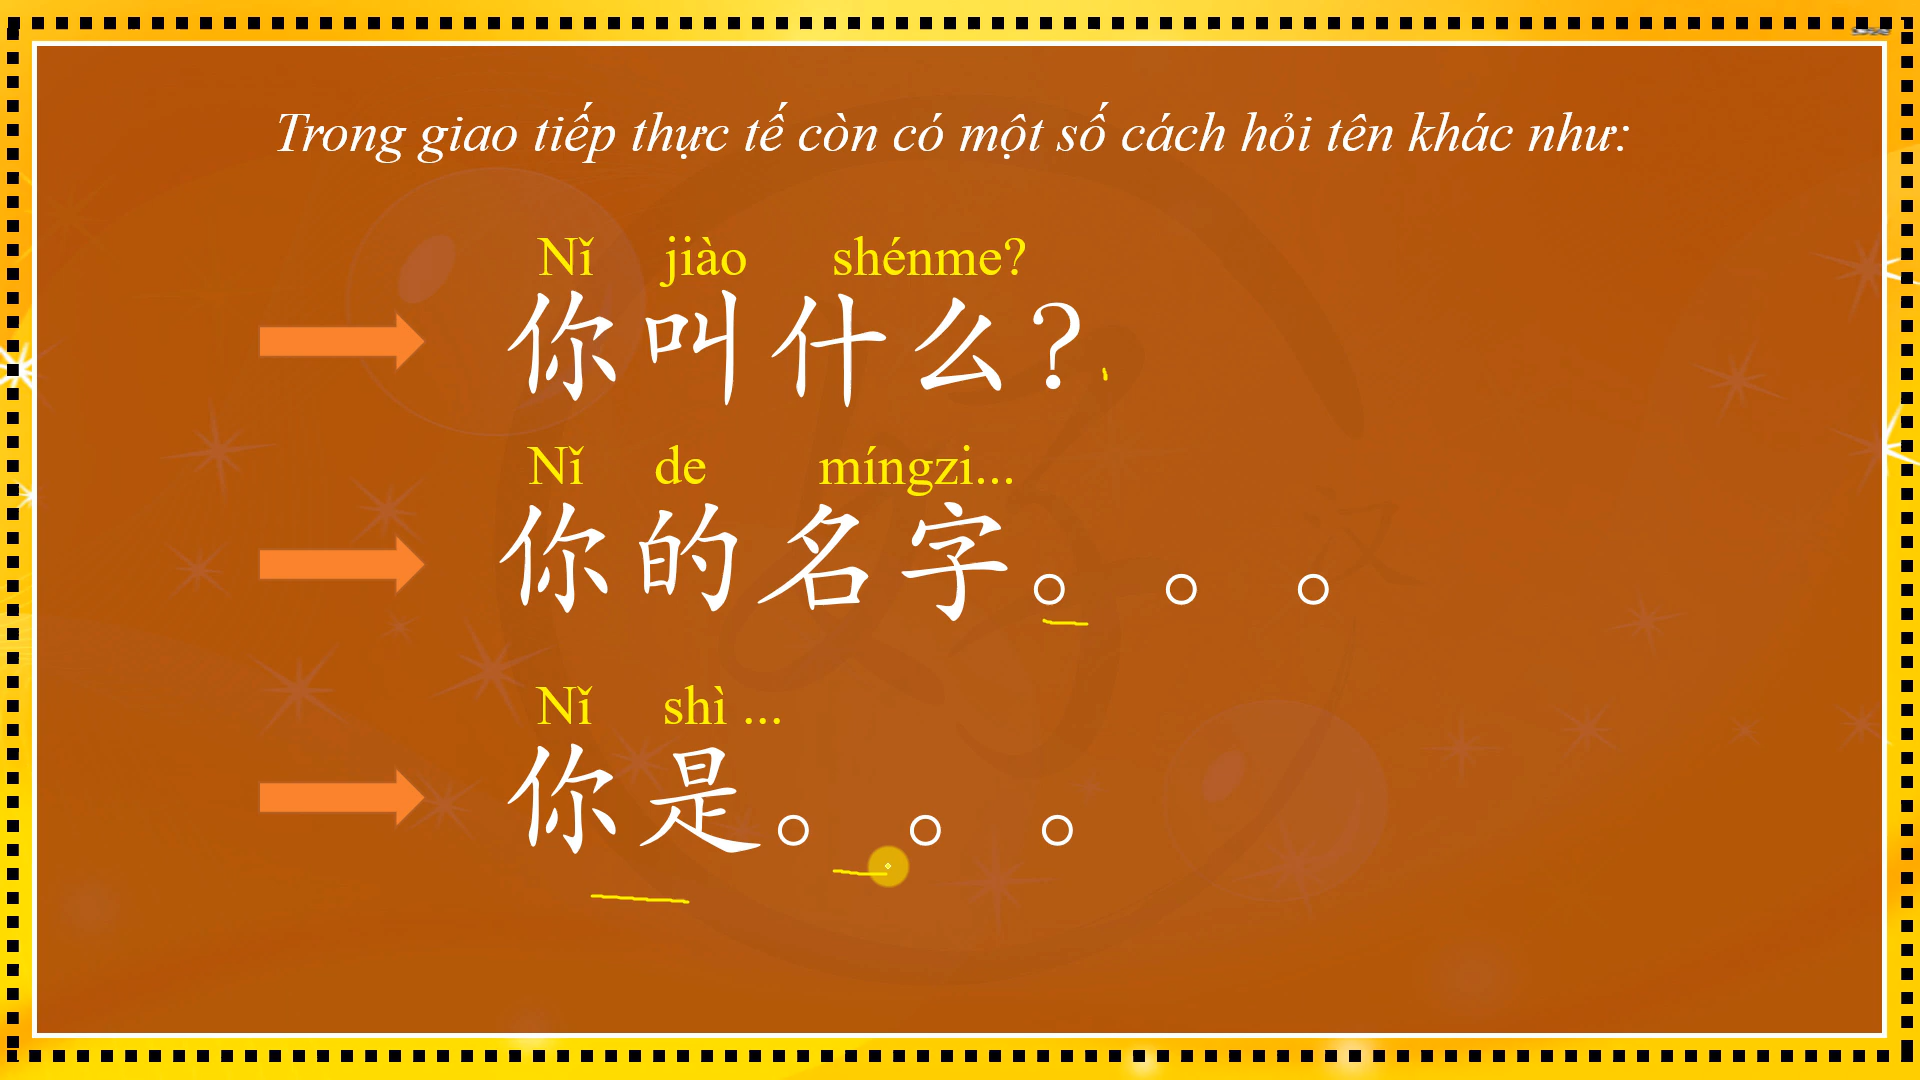 Trong giao tiếp thực tế còn có một số cách hỏi tên khác như:
Nǐ jiào shénme?
你叫什么?
Nǐ de míngzi...
你的名字。。。
Nǐ shì ...
你是。。。